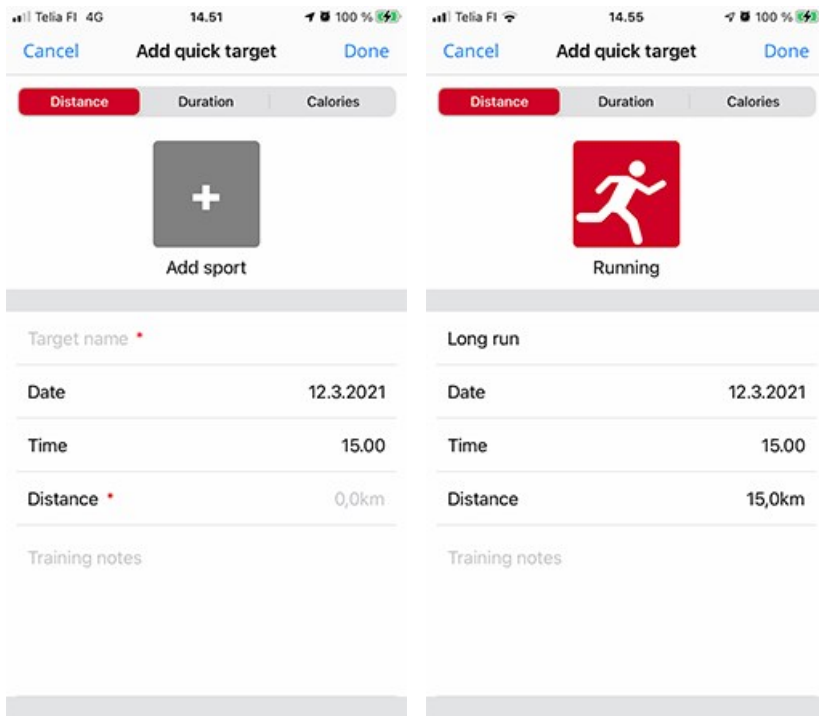 Telia FI 4G 14.51 100 %
Cancel Add quick target Done
Distance Duration Calories
+
Add sport
Target name *
Date 12.3.2021
Time 15.00
Distance * 0,0km
Training notes
Telia FI 14.55 100 %
Cancel Add quick target Done
Distance Duration Calories
Running
Long run
Date 12.3.2021
Time 15.00
Distance 15,0km
Training notes